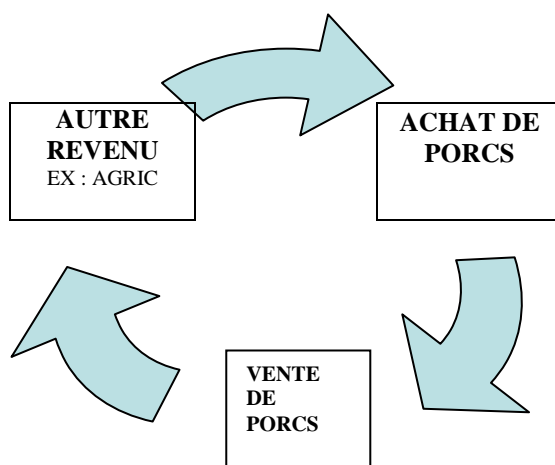 AUTRE
REVENU
EX : AGRIC
ACHAT DE
PORCS
VENTE
DE
PORCS